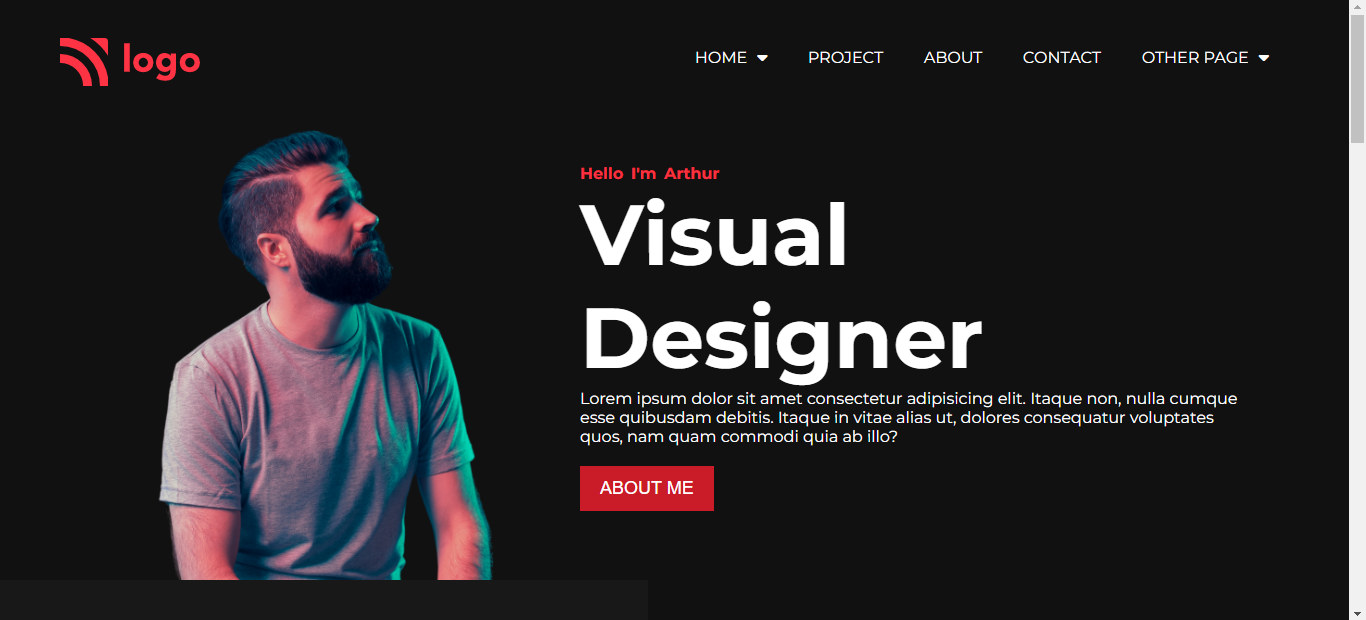 logo
HOME
PROJECT
ABOUT
CONTACT
OTHER PAGE
Hello I'm Arthur
Visual
Designer
Lorem ipsum dolor sit amet consectetur adipisicing elit. Itaque non, nulla cumque
esse quibusdam debitis. Itaque in vitae alias ut, dolores consequatur voluptates
quos, nam quam commodi quia ab illo?
ABOUT ME